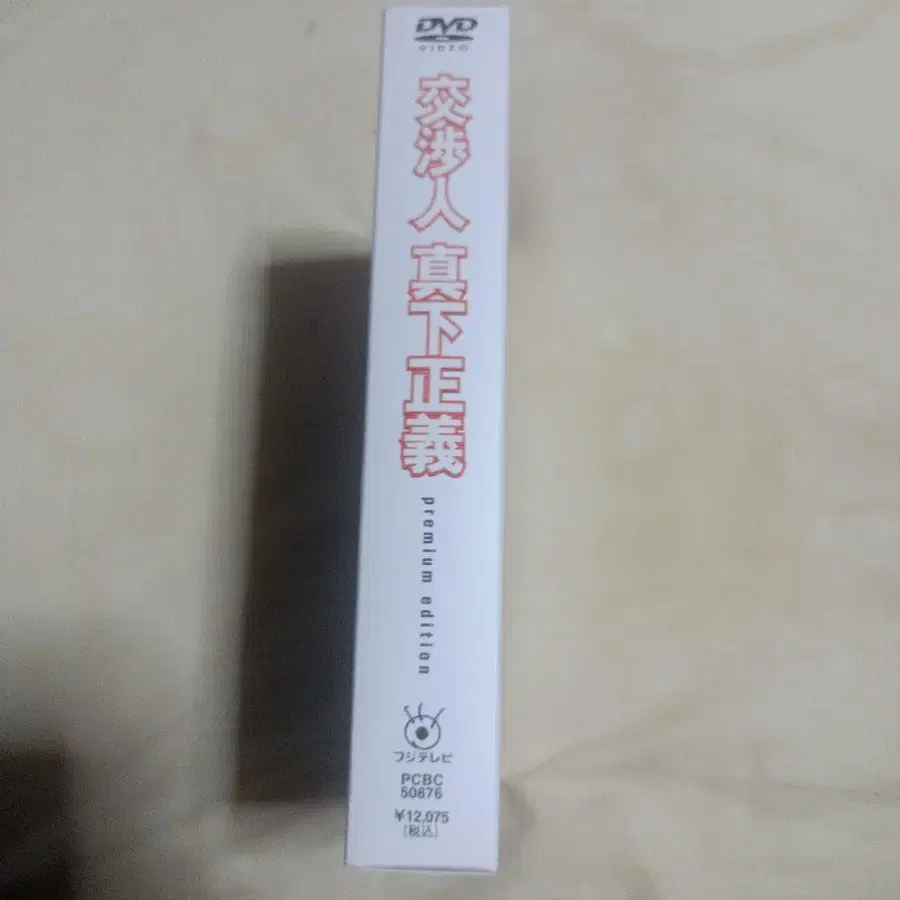 DVD
VIDEO
交渉人 真下正義
premium edition
フジテレビ
PCBC
50876
¥12,075
(税込)